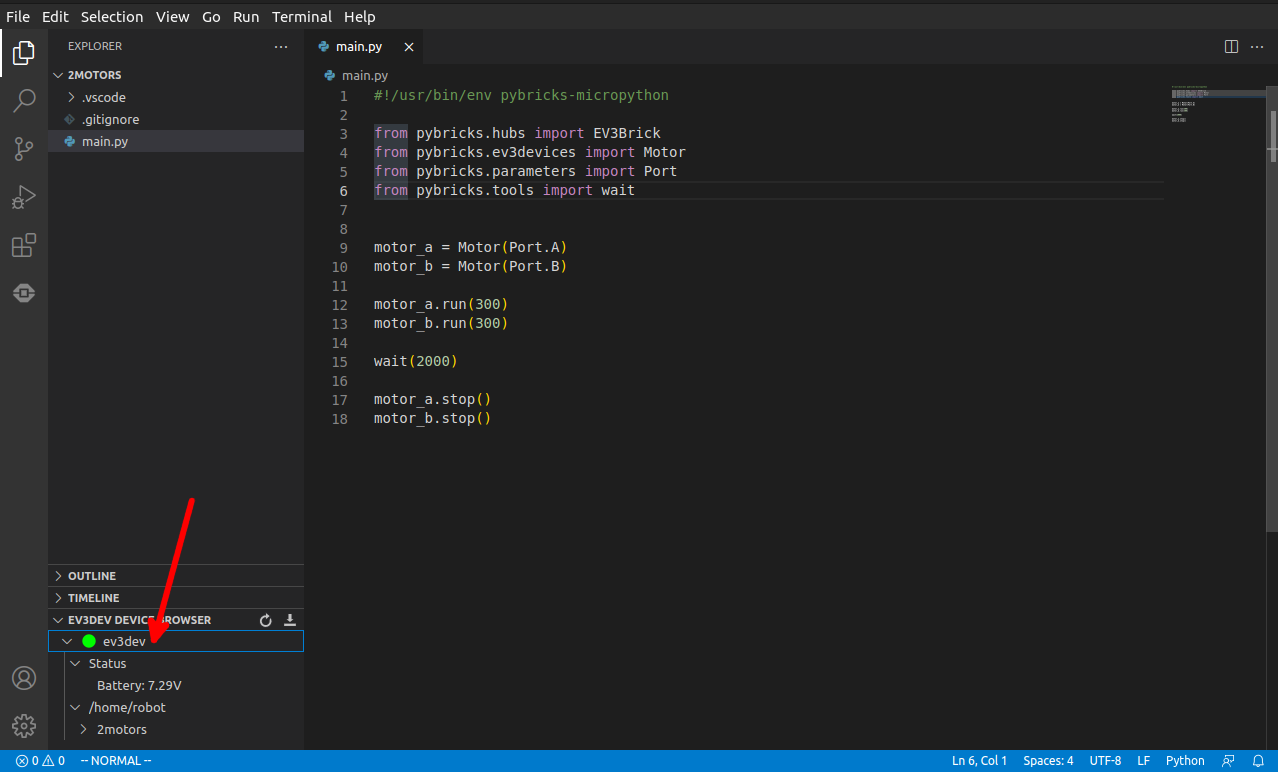 File Edit Selection View Go Run Terminal Help
EXPLORER
2MOTORS
.vscode
.gitignore
main.py
OUTLINE
TIMELINE
EV3DEV DEVICE BROWSER
ev3dev
Status
Battery: 7.29V
/home/robot
2motors
main.py
main.py
1 #!/usr/bin/env pybricks-micropython
2
3 from pybricks.hubs import EV3Brick
4 from pybricks.ev3devices import Motor
5 from pybricks.parameters import Port
6 from pybricks.tools import wait
7
8
9 motor_a = Motor(Port.A)
10 motor_b = Motor(Port.B)
11
12 motor_a.run(300)
13 motor_b.run(300)
14
15 wait(2000)
16
17 motor_a.stop()
18 motor_b.stop()
0 0 -- NORMAL -- Ln 6, Col 1 Spaces: 4 UTF-8 LF Python